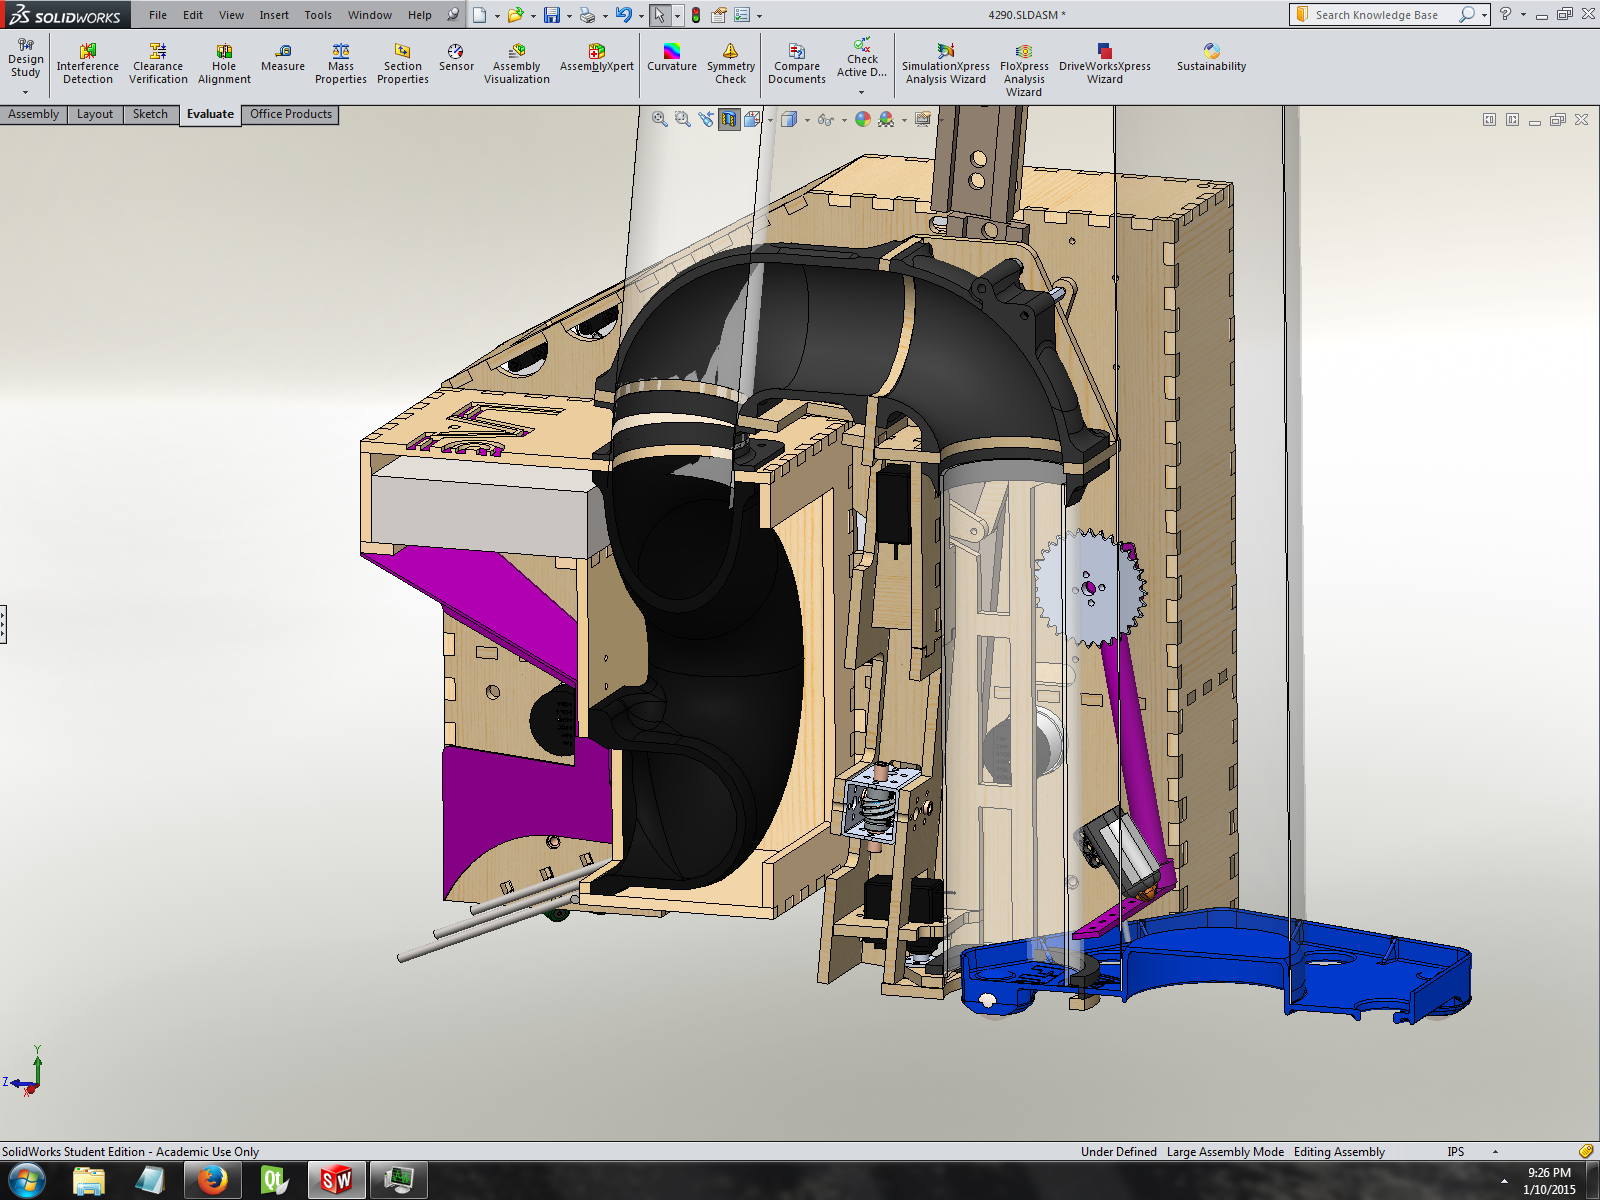 SOLIDWORKS
File Edit View Insert Tools Window Help
4290.SLDASM *
Search Knowledge Base
?
Design Study
Interference Detection
Clearance Verification
Hole Alignment
Measure
Mass Properties
Section Properties
Sensor
Assembly Visualization
AssemblyXpert
Curvature
Symmetry Check
Compare Documents
Check Active D...
SimulationXpress Analysis Wizard
FloXpress Analysis Wizard
DriveWorksXpress Wizard
Sustainability
Assembly Layout Sketch Evaluate Office Products
Y
Z
X
SolidWorks Student Edition - Academic Use Only
Under Defined Large Assembly Mode Editing Assembly IPS
Qt
SW
9:26 PM
1/10/2015